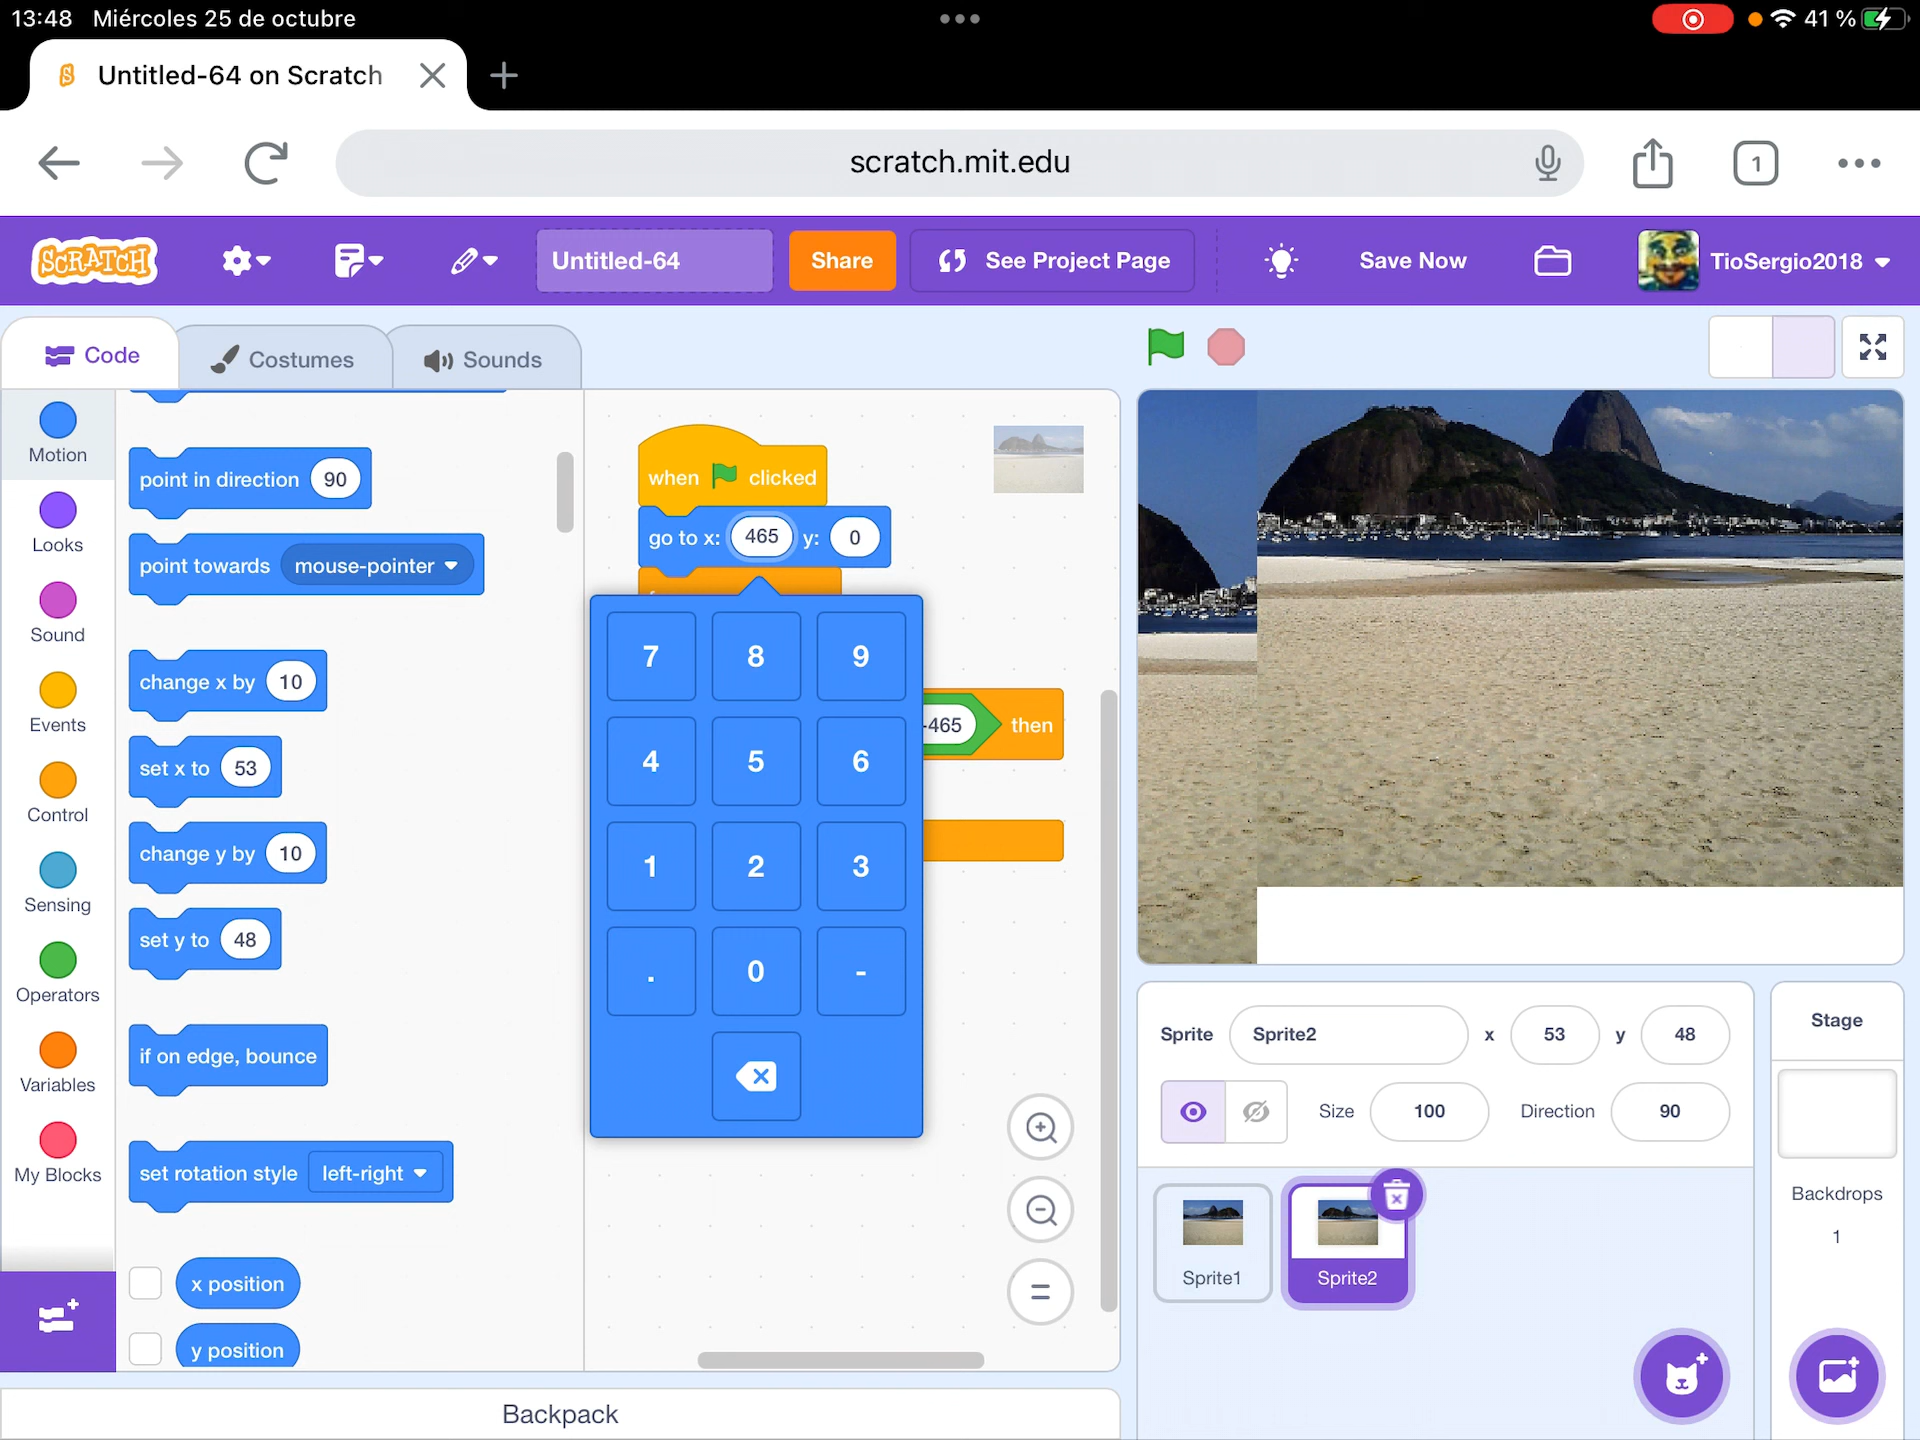 13:48 Miércoles 25 de octubre
41 %
Untitled-64 on Scratch
scratch.mit.edu
1
SCRATCH
Untitled-64
Share
See Project Page
Save Now
TioSergio2018
Code
Costumes
Sounds
Motion
Looks
Sound
Events
Control
Sensing
Operators
Variables
My Blocks
point in direction 90
point towards mouse-pointer
change x by 10
set x to 53
change y by 10
set y to 48
if on edge, bounce
set rotation style left-right
x position
y position
when clicked
go to x: 465 y: 0
-465 then
7 8 9
4 5 6
1 2 3
. 0 -
Backpack
Sprite Sprite2 x 53 y 48
Size 100 Direction 90
Sprite1
Sprite2
Stage
Backdrops
1